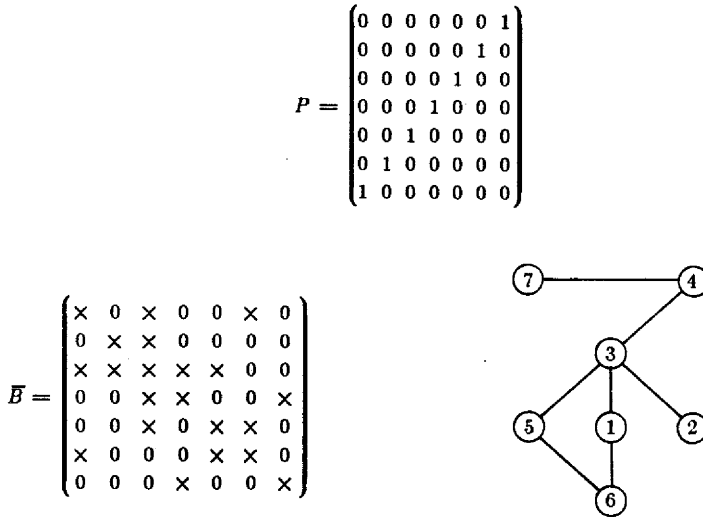 0 0 0 0 0 0 1
0 0 0 0 0 1 0
0 0 0 0 1 0 0
P = 0 0 0 1 0 0 0
0 0 1 0 0 0 0
0 1 0 0 0 0 0
1 0 0 0 0 0 0
× 0 × 0 0 × 0
0 × × 0 0 0 0
× × × × × 0 0
B̅ = 0 0 × × 0 0 ×
0 0 × 0 × × 0
× 0 0 0 × × 0
0 0 0 × 0 0 ×
7 4
3
5 1 2
6